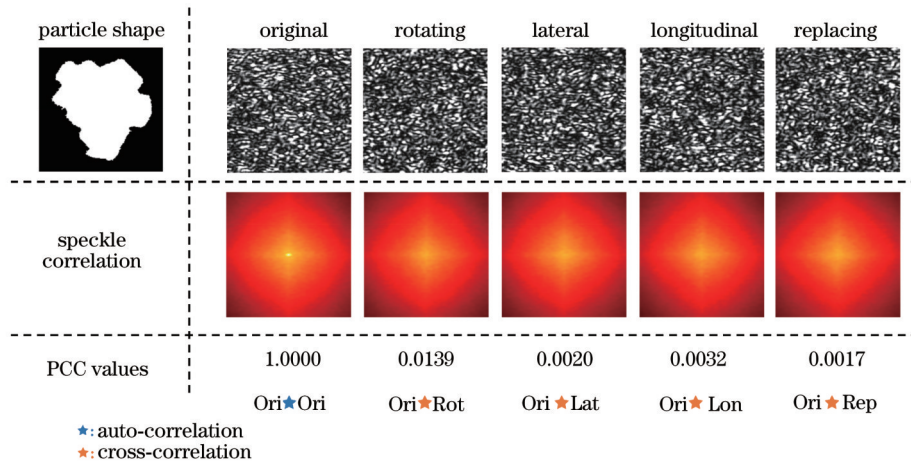 particle shape original rotating lateral longitudinal replacing
speckle
correlation
PCC values 1.0000 0.0139 0.0020 0.0032 0.0017
Ori★Ori Ori★Rot Ori★Lat Ori★Lon Ori★Rep
★: auto-correlation
★: cross-correlation